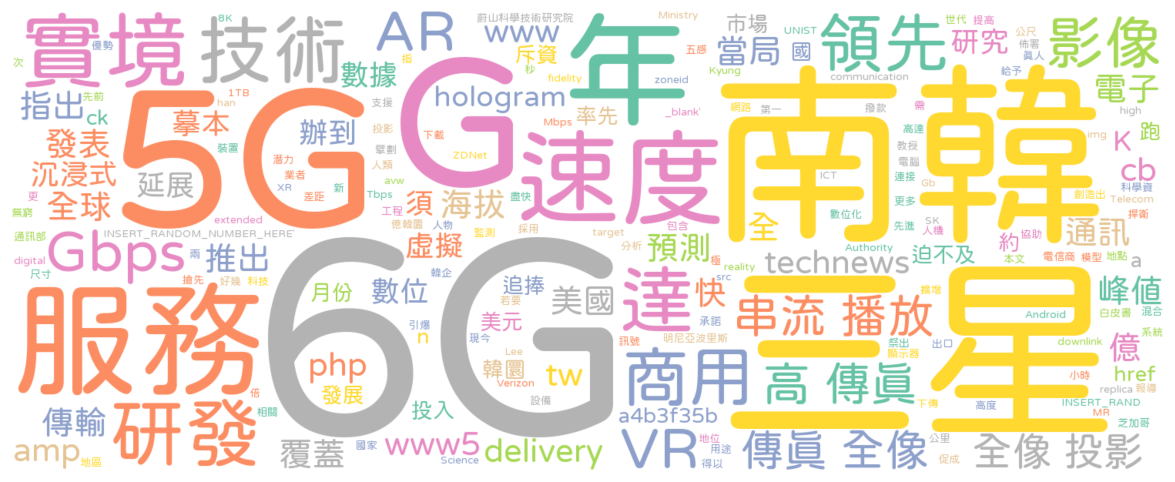 實境
技術
AR
www
年
領先
影像
5G
G
速度
南韓
三星
6G
服務
研發
8K
優勢
次
指出
先前
ck
1TB
han
摹本
數據
辦到
發表
沉浸式
全球
裝置
延展
潛力
業者
XR
差距
新
支援
投影
擘劃
人類
Tbps
avw
指
斥資
秒
hologram
率先
下載
Mbps
ZDNet
蔚山科學技術研究院
fidelity
Ministry
五感
zoneid
Kyung
_blank'
市場
當局
國
UNIST
世代
提高
研究
公尺
佈署
真人
給予
communication
電子
high
網路
第一
撥款
需
高達
教授
電腦
ICT
img
K
跑
cb
連接
Gb
更多
科學資
創造出
Telecom
捍衛
數位化
先進
SK
人機
協助
通訊
約
本文
電信商
模型
地點
a
更
無窮
extended
工程
須
海拔
德韓圜
人物
監測
採用
target
包含
分析
全
預測
INSERT_RANDOM_NUMBER_HERE'
通訊部
Gbps
digital
兩
尺寸
搶先
好幾
科技
推出
虛擬
月份
數位
韓企
追捧
若要
美國
達
極
reality
src
快
承諾
technews
Authority
迫不及
峰值
白皮書
混合
擴增
Android
串流 播放
億
系統
引爆
n
美元
現今
訊號
明尼亞波里斯
祭出
顯示器
出口
downlink
小時
href
replica
報導
php
發展
韓圜
Lee
Verizon
tw
商用
高 傳真
倍
相關
投入
設備
a4b3f35b
下傳
高度
INSERT_RAND
MR
芝加哥
傳輸
amp
地區
覆蓋
國家
www5
Science
delivery
VR
地位
用途
得以
傳真 全像
公里
促成
全像 投影